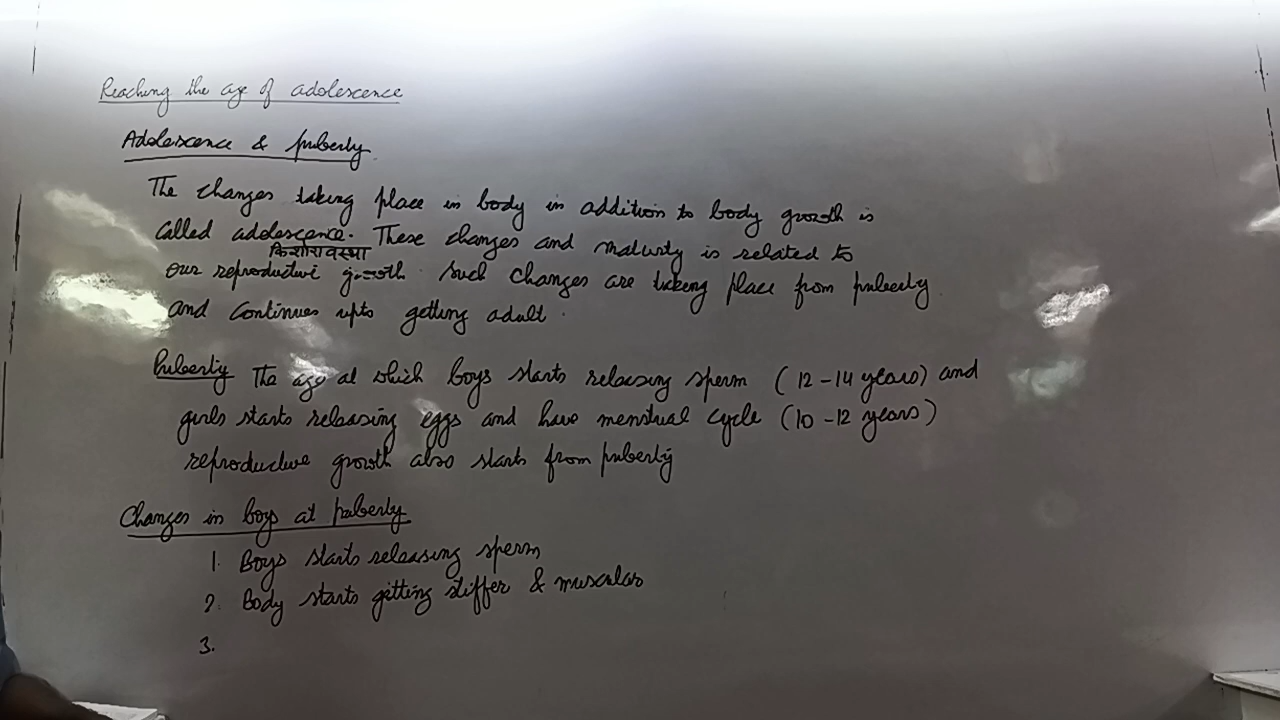 Reaching the age of adolescence
Adolescence & puberty
The changes taking place in body in addition to body growth is
called adolescence. These changes and maturity is related to
किशोरावस्था
our reproductive growth. Such changes are taking place from puberty
and continues upto getting adult.
Puberty The age at which boys starts releasing sperm (12-14 years) and
girls starts releasing eggs and have menstrual cycle (10-12 years)
reproductive growth also starts from puberty
Changes in boys at puberty
1. Boys starts releasing sperm
2. Body starts getting stiffer & muscular
3.